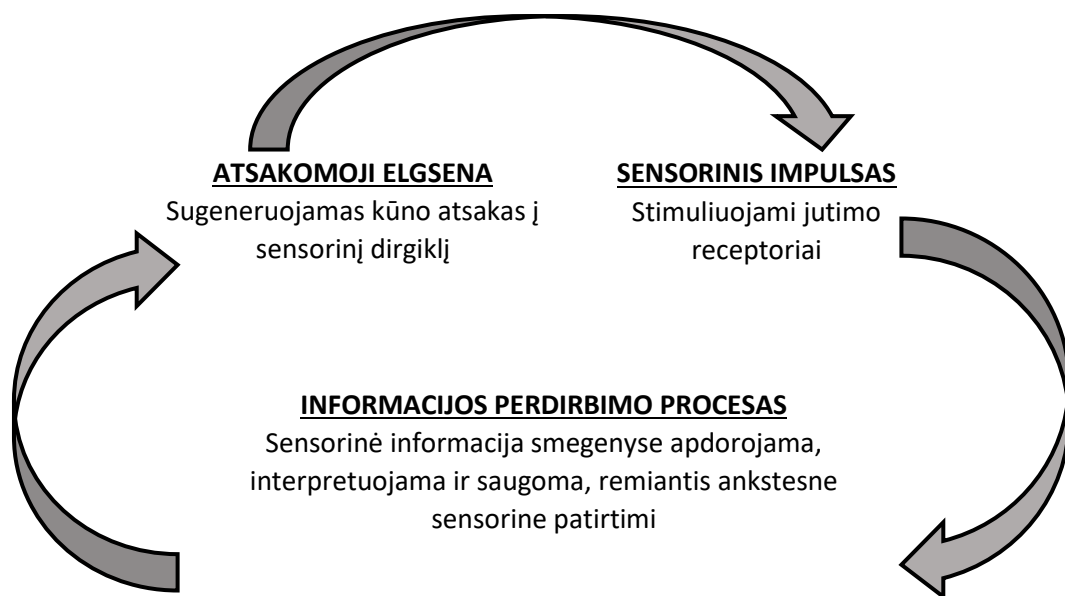 ATSAKOMOJI ELGSENA
Sugeneruojamas kūno atsakas į
sensorinį dirgiklį
SENSORINIS IMPULSAS
Stimuliuojami jutimo
receptoriai
INFORMACIJOS PERDIRBIMO PROCESAS
Sensorinė informacija smegenyse apdorojama,
interpretuojama ir saugoma, remiantis ankstesne
sensorine patirtimi